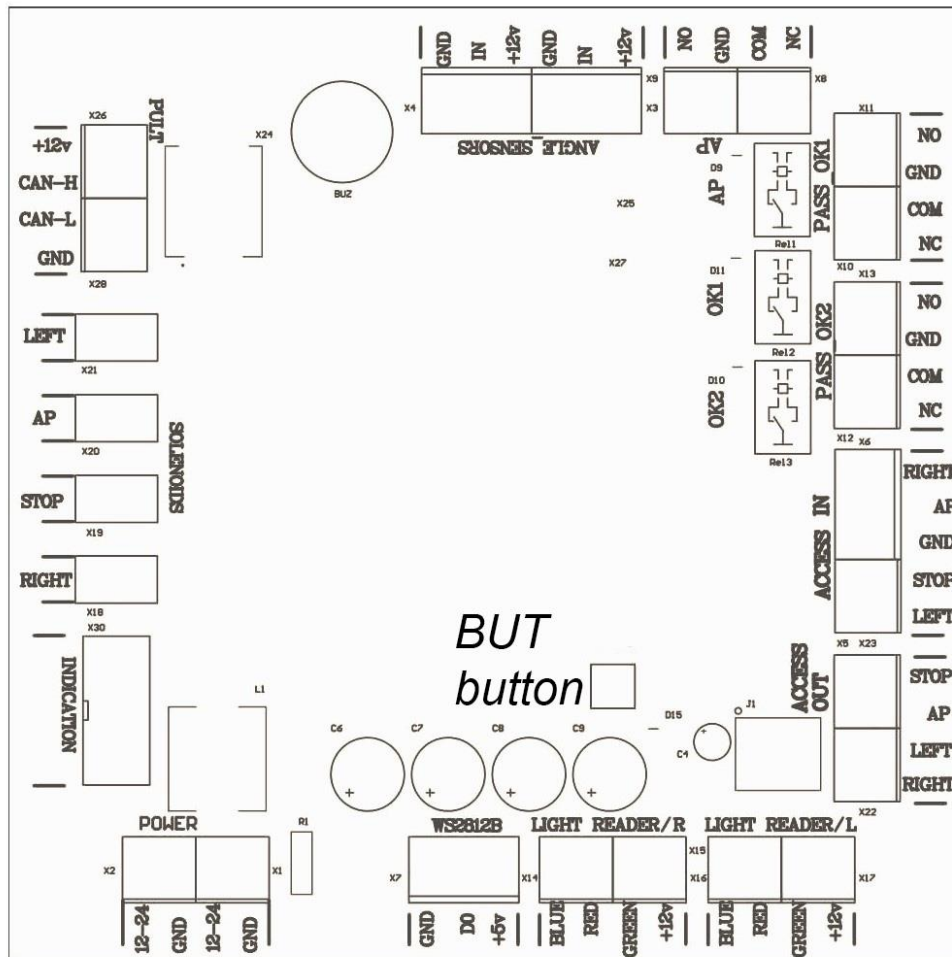 GND IN +12v GND IN +12v
NO GND COM NC
X4
X9
X3
X8
ANGLE_SENSORS
AP
X26
PULT
X24
+12v
CAN-H
CAN-L
GND
X28
BUZ
X25
X27
D9
AP
Rel1
PASS_OK1
X11
NO
GND
COM
NC
X10
D11
OK1
Rel2
PASS_OK2
X13
NO
GND
COM
NC
X12
D10
OK2
Rel3
LEFT
X21
AP
X20
STOP
X19
RIGHT
X18
SOLENOIDS
X6
ACCESS IN
RIGHT
AP
GND
STOP
LEFT
X5
X30
INDICATION
L1
BUT
button
X23
ACCESS
OUT
STOP
AP
LEFT
RIGHT
X22
C6
C7
C8
C9
D15
C4
J1
+ + + + +
POWER
R1
WS2812B
LIGHT READER/R
LIGHT READER/L
X2
X1
X7
X14
X15
X16
X17
12-24 GND 12-24 GND
GND D0 +5v
BLUE RED GREEN +12v
BLUE RED GREEN +12v